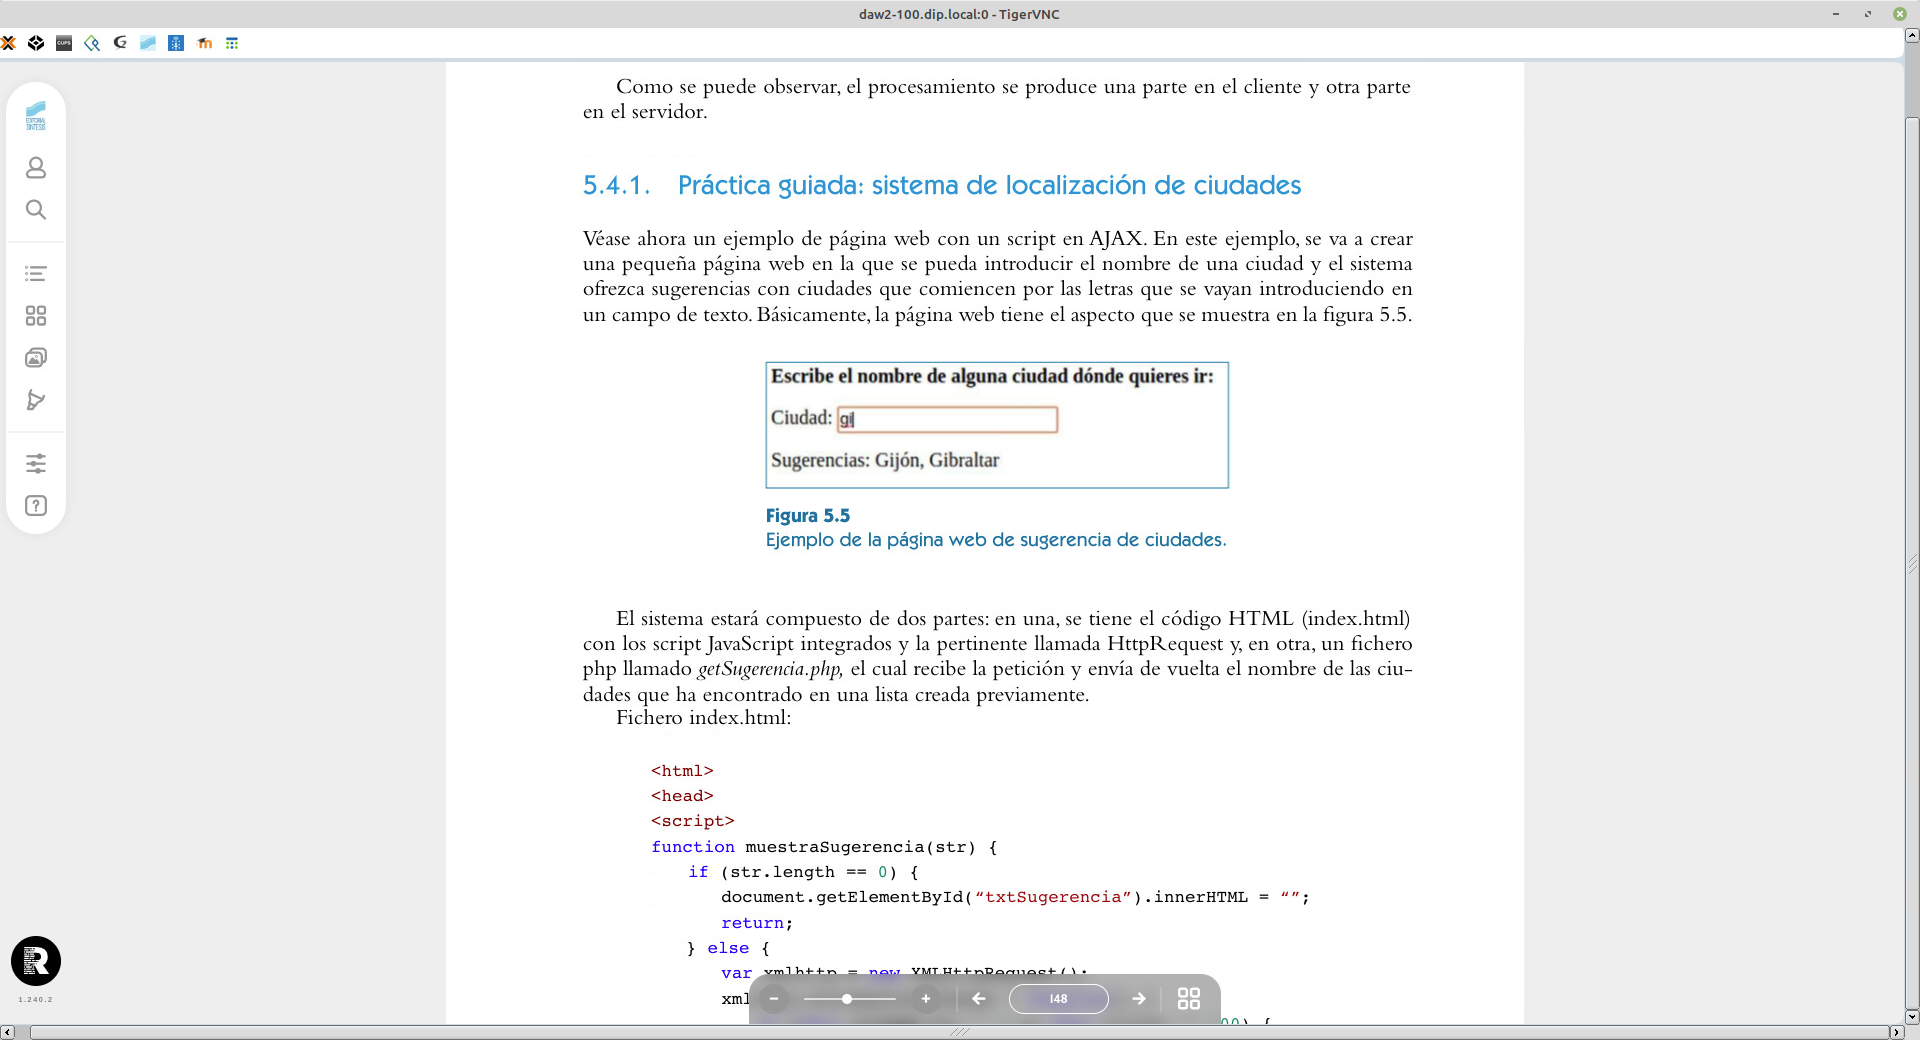 daw2-100.dip.local:0 - TigerVNC
CUPS
EDITORIAL
SÍNTESIS
Como se puede observar, el procesamiento se produce una parte en el cliente y otra parte
en el servidor.
5.4.1. Práctica guiada: sistema de localización de ciudades
Véase ahora un ejemplo de página web con un script en AJAX. En este ejemplo, se va a crear
una pequeña página web en la que se pueda introducir el nombre de una ciudad y el sistema
ofrezca sugerencias con ciudades que comiencen por las letras que se vayan introduciendo en
un campo de texto. Básicamente, la página web tiene el aspecto que se muestra en la figura 5.5.
Escribe el nombre de alguna ciudad dónde quieres ir:
Ciudad: gi
Sugerencias: Gijón, Gibraltar
Figura 5.5
Ejemplo de la página web de sugerencia de ciudades.
El sistema estará compuesto de dos partes: en una, se tiene el código HTML (index.html)
con los script JavaScript integrados y la pertinente llamada HttpRequest y, en otra, un fichero
php llamado getSugerencia.php, el cual recibe la petición y envía de vuelta el nombre de las ciu-
dades que ha encontrado en una lista creada previamente.
Fichero index.html:
<html>
<head>
<script>
function muestraSugerencia(str) {
if (str.length == 0) {
document.getElementById(“txtSugerencia”).innerHTML = “”;
return;
} else {
var xmlhttp = new XMLHttpRequest();
xml
00) {
148
R
1.240.2